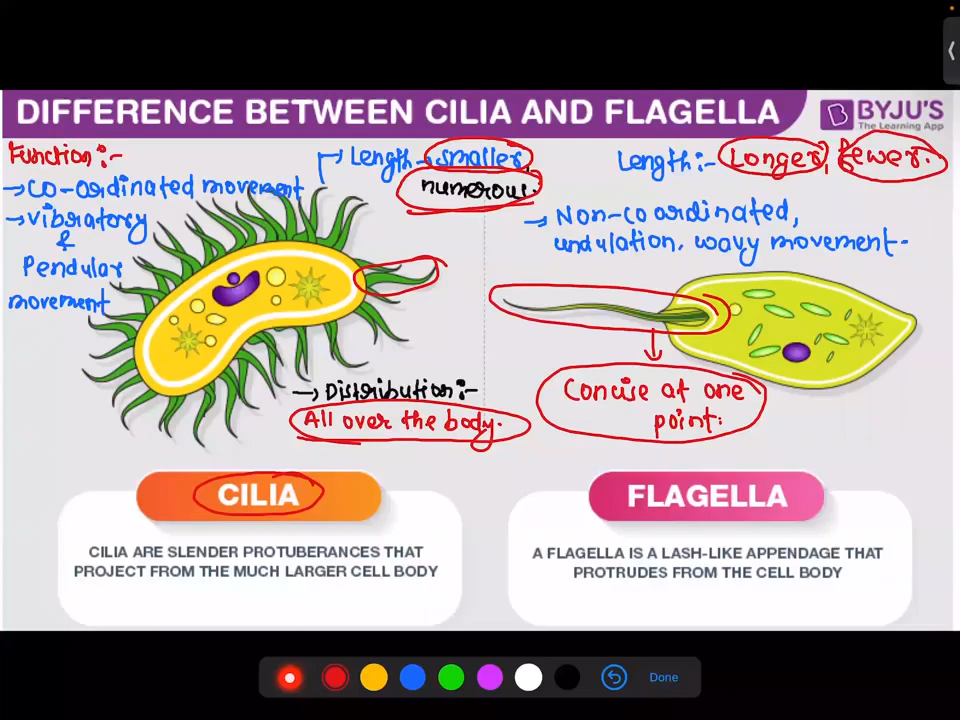 DIFFERENCE BETWEEN CILIA AND FLAGELLA
BYJU'S
The Learning App
Function:-
→ Co-ordinated movement
→ Vibratory
&
Pendular
movement
→ Length → smaller
numerous.
Length:- Longer, fewer.
→ Non-coordinated,
undulation. wavy movement.
→ Distribution:-
All over the body.
Concise at one
point.
CILIA
CILIA ARE SLENDER PROTUBERANCES THAT
PROJECT FROM THE MUCH LARGER CELL BODY
FLAGELLA
A FLAGELLA IS A LASH-LIKE APPENDAGE THAT
PROTRUDES FROM THE CELL BODY
Done